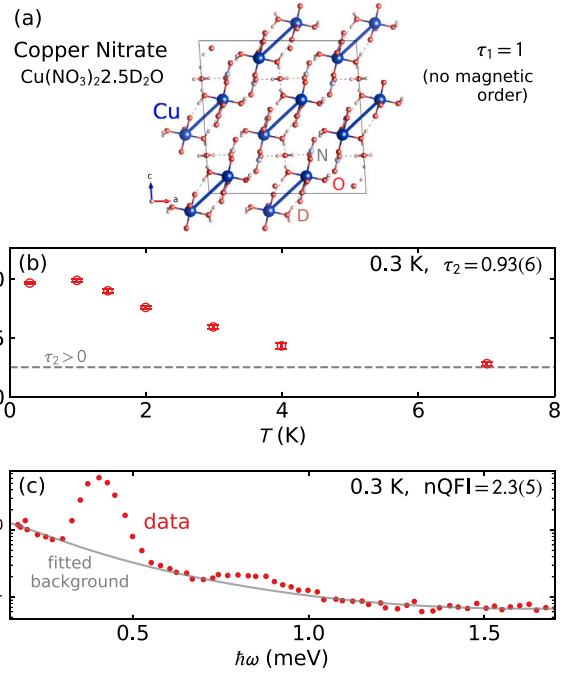 (a)
Copper Nitrate
Cu(NO₃)₂2.5D₂O
τ₁ = 1
(no magnetic
order)
Cu
N
O
D
c
a
(b)
0.3 K, τ₂ = 0.93(6)
τ₂ > 0
0 2 4 6 8
T (K)
(c)
0.3 K, nQFI = 2.3(5)
data
fitted
background
0.5 1.0 1.5
ℏω (meV)